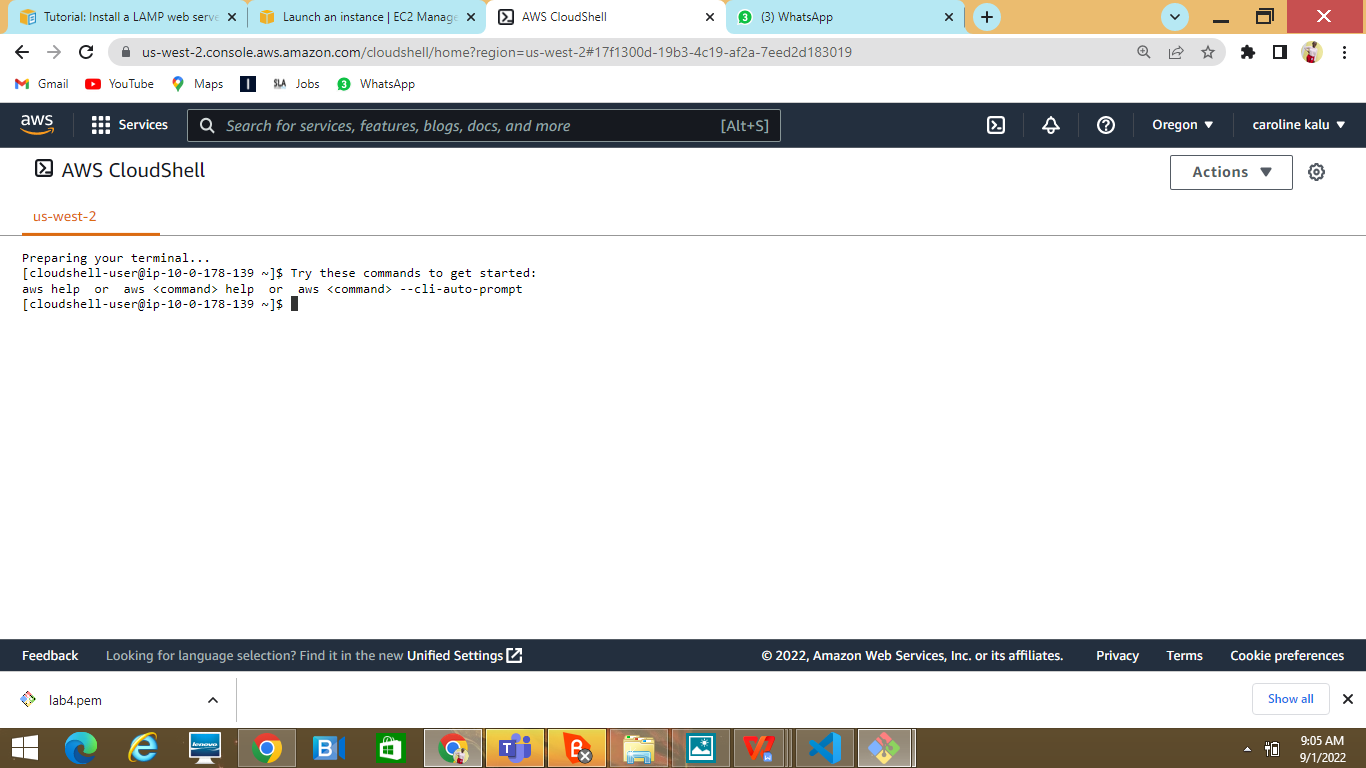 Tutorial: Install a LAMP web serve
Launch an instance | EC2 Manage
AWS CloudShell
(3) WhatsApp
us-west-2.console.aws.amazon.com/cloudshell/home?region=us-west-2#17f1300d-19b3-4c19-af2a-7eed2d183019
Gmail
YouTube
Maps
SLA Jobs
3 WhatsApp
aws
Services
Search for services, features, blogs, docs, and more
[Alt+S]
Oregon
caroline kalu
AWS CloudShell
Actions
us-west-2
Preparing your terminal...
[cloudshell-user@ip-10-0-178-139 ~]$ Try these commands to get started:
aws help  or  aws <command> help  or  aws <command> --cli-auto-prompt
[cloudshell-user@ip-10-0-178-139 ~]$
Feedback
Looking for language selection? Find it in the new Unified Settings
© 2022, Amazon Web Services, Inc. or its affiliates.
Privacy
Terms
Cookie preferences
lab4.pem
Show all
lenovo
9:05 AM
9/1/2022